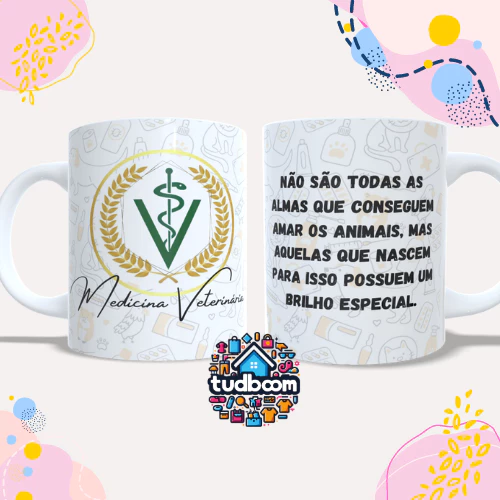 V
Medicina Veterinária
NÃO SÃO TODAS AS
ALMAS QUE CONSEGUEM
AMAR OS ANIMAIS, MAS
AQUELAS QUE NASCEM
PARA ISSO POSSUEM UM
BRILHO ESPECIAL.
tudboom